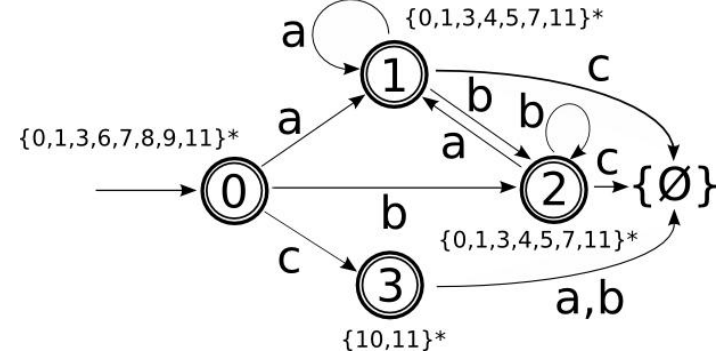 {0,1,3,4,5,7,11}*
a
1
c
b
b
{0,1,3,6,7,8,9,11}*
a
a
c
0
2
{Ø}
b
{0,1,3,4,5,7,11}*
c
3
a,b
{10,11}*